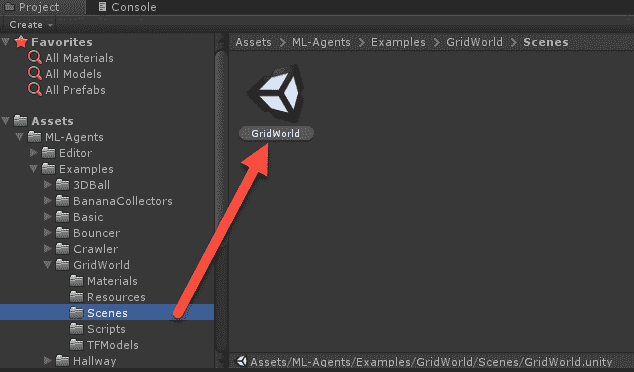 Project
Console
Create
Favorites
All Materials
All Models
All Prefabs
Assets
ML-Agents
Editor
Examples
3DBall
BananaCollectors
Basic
Bouncer
Crawler
GridWorld
Materials
Resources
Scenes
Scripts
TFModels
Hallway
Assets > ML-Agents > Examples > GridWorld > Scenes
GridWorld
Assets/ML-Agents/Examples/GridWorld/Scenes/GridWorld.unity